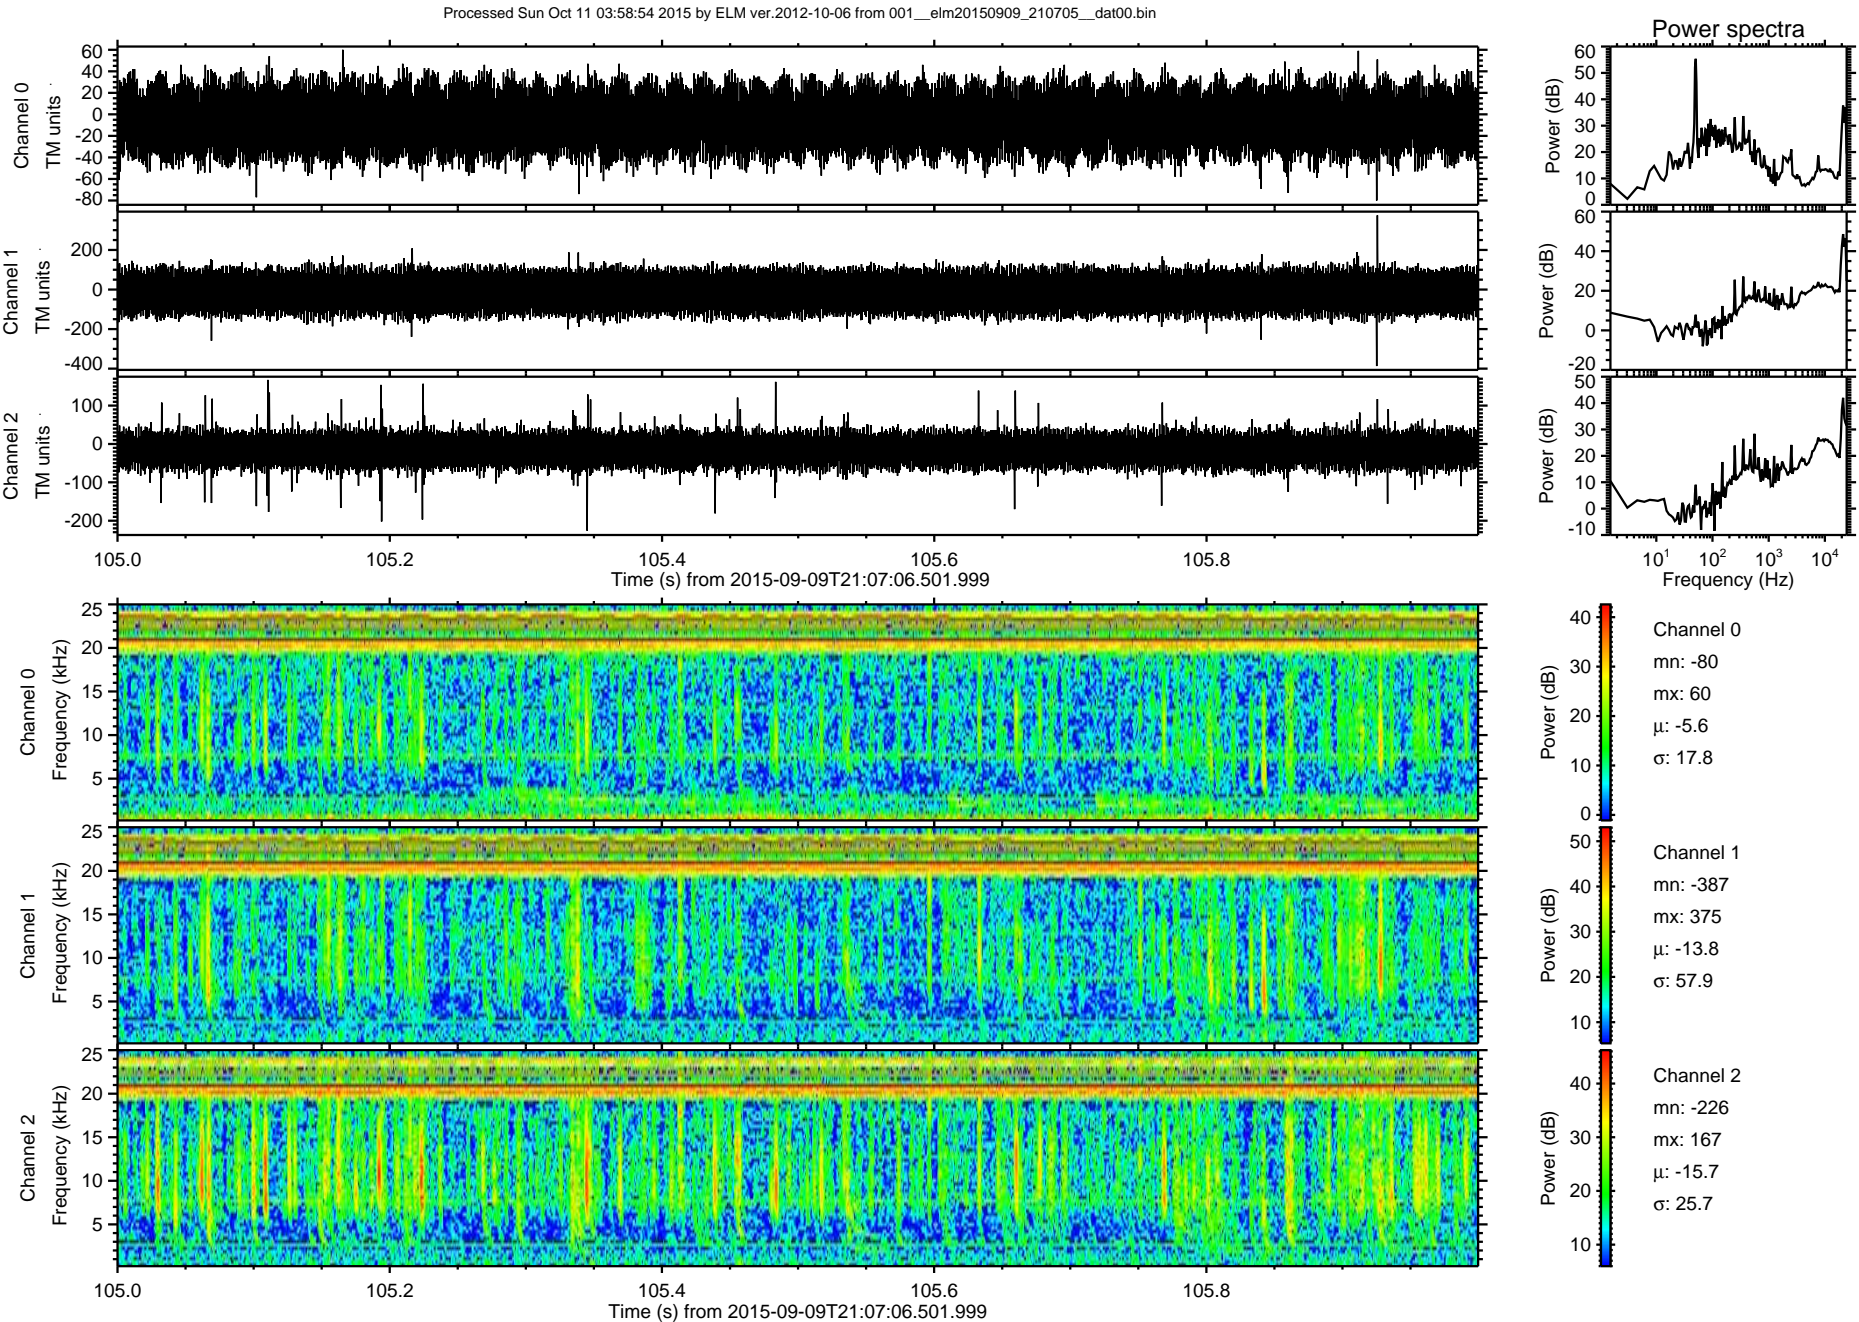 Processed Sun Oct 11 03:58:54 2015 by ELM ver.2012-10-06 from 001__elm20150909_210705__dat00.bin
Power spectra
Channel 0
TM units
60
40
20
0
-20
-40
-60
-80
Power (dB)
60
50
40
30
20
10
0
Channel 1
TM units
200
0
-200
-400
Power (dB)
60
40
20
0
-20
Channel 2
TM units
100
0
-100
-200
Power (dB)
50
40
30
20
10
0
-10
105.0 105.2 105.4 105.6 105.8
Time (s) from 2015-09-09T21:07:06.501.999
10^1 10^2 10^3 10^4
Frequency (Hz)
Channel 0
Frequency (kHz)
25
20
15
10
5
Power (dB)
40
30
20
10
0
Channel 0
mn: -80
mx: 60
µ: -5.6
σ: 17.8
Channel 1
Frequency (kHz)
25
20
15
10
5
Power (dB)
50
40
30
20
10
Channel 1
mn: -387
mx: 375
µ: -13.8
σ: 57.9
Channel 2
Frequency (kHz)
25
20
15
10
5
Power (dB)
40
30
20
10
Channel 2
mn: -226
mx: 167
µ: -15.7
σ: 25.7
105.0 105.2 105.4 105.6 105.8
Time (s) from 2015-09-09T21:07:06.501.999